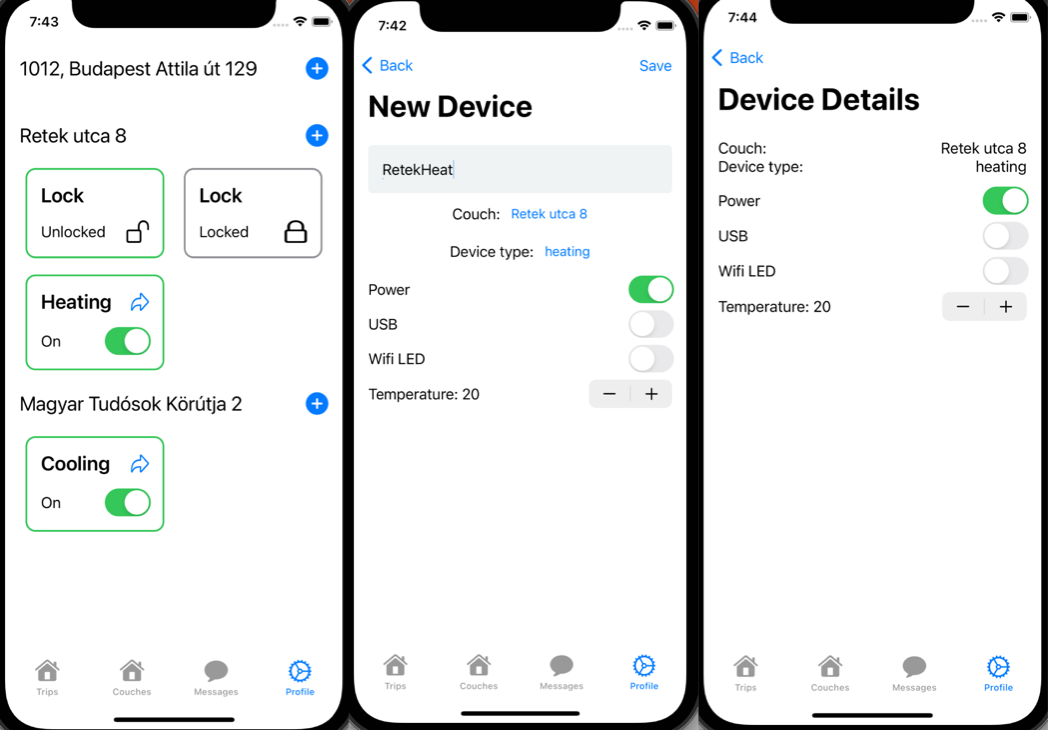 7:43
1012, Budapest Attila út 129
Retek utca 8
Lock
Unlocked
Lock
Locked
Heating
On
Magyar Tudósok Körútja 2
Cooling
On
Trips
Couches
Messages
Profile
7:42
Back
Save
New Device
RetekHeat
Couch: Retek utca 8
Device type: heating
Power
USB
Wifi LED
Temperature: 20
Trips
Couches
Messages
Profile
7:44
Back
Device Details
Couch: Retek utca 8
Device type: heating
Power
USB
Wifi LED
Temperature: 20
Trips
Couches
Messages
Profile